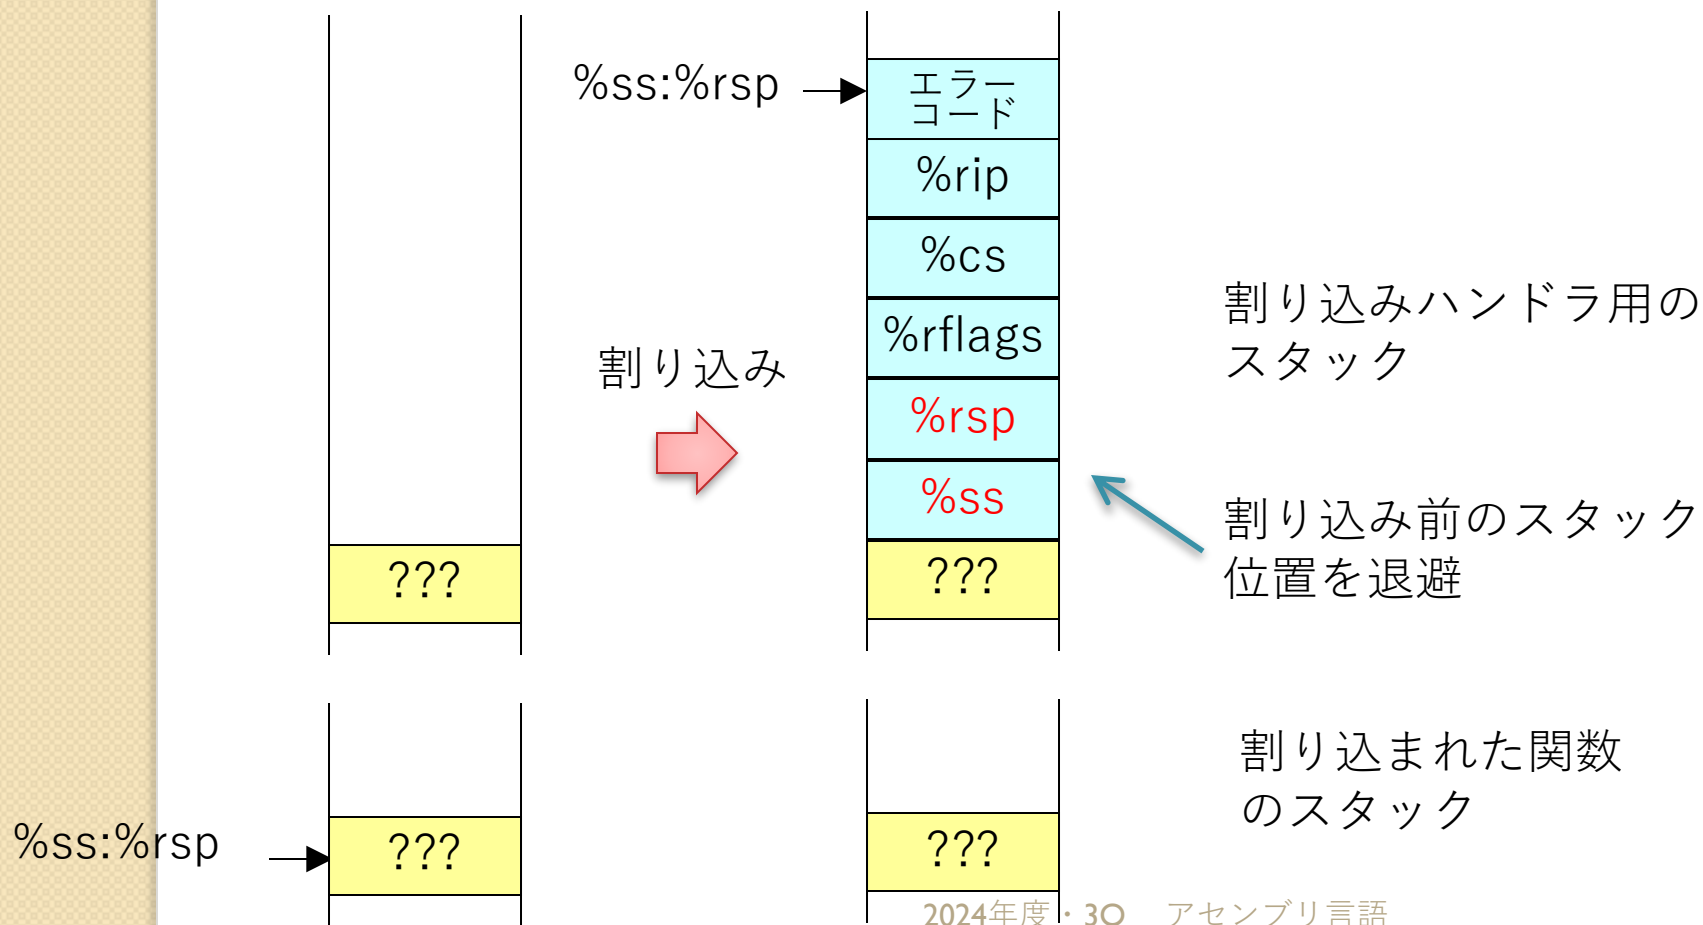 %ss:%rsp
エラー
コード
%rip
%cs
%rflags
%rsp
%ss
???
割り込み
???
割り込みハンドラ用の
スタック
割り込み前のスタック
位置を退避
%ss:%rsp
???
???
割り込まれた関数
のスタック
2024年度・3O アセンブリ言語